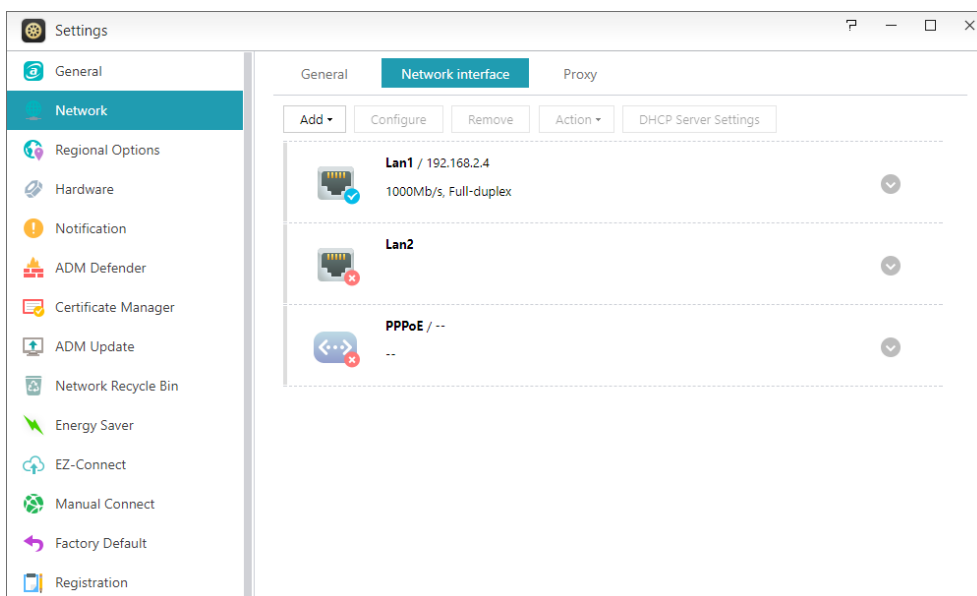 Settings
General
Network
Regional Options
Hardware
Notification
ADM Defender
Certificate Manager
ADM Update
Network Recycle Bin
Energy Saver
EZ-Connect
Manual Connect
Factory Default
Registration
General Network interface Proxy
Add Configure Remove Action DHCP Server Settings
Lan1 / 192.168.2.4
1000Mb/s, Full-duplex
Lan2
PPPoE / --
--